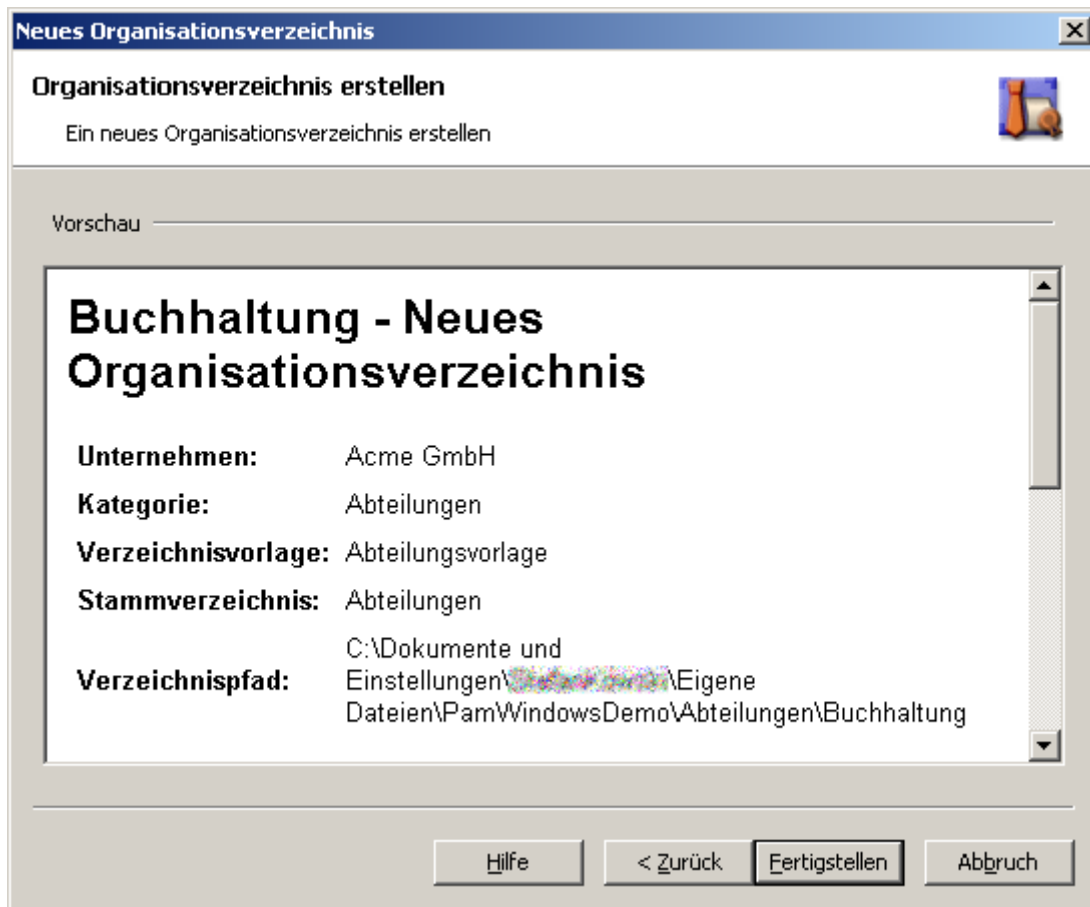 Neues Organisationsverzeichnis
Organisationsverzeichnis erstellen
Ein neues Organisationsverzeichnis erstellen
Vorschau
Buchhaltung - Neues
Organisationsverzeichnis
Unternehmen: Acme GmbH
Kategorie: Abteilungen
Verzeichnisvorlage: Abteilungsvorlage
Stammverzeichnis: Abteilungen
Verzeichnispfad: C:\Dokumente und
Einstellungen\ \Eigene
Dateien\PamWindowsDemo\Abteilungen\Buchhaltung
Hilfe < Zurück Fertigstellen Abbruch